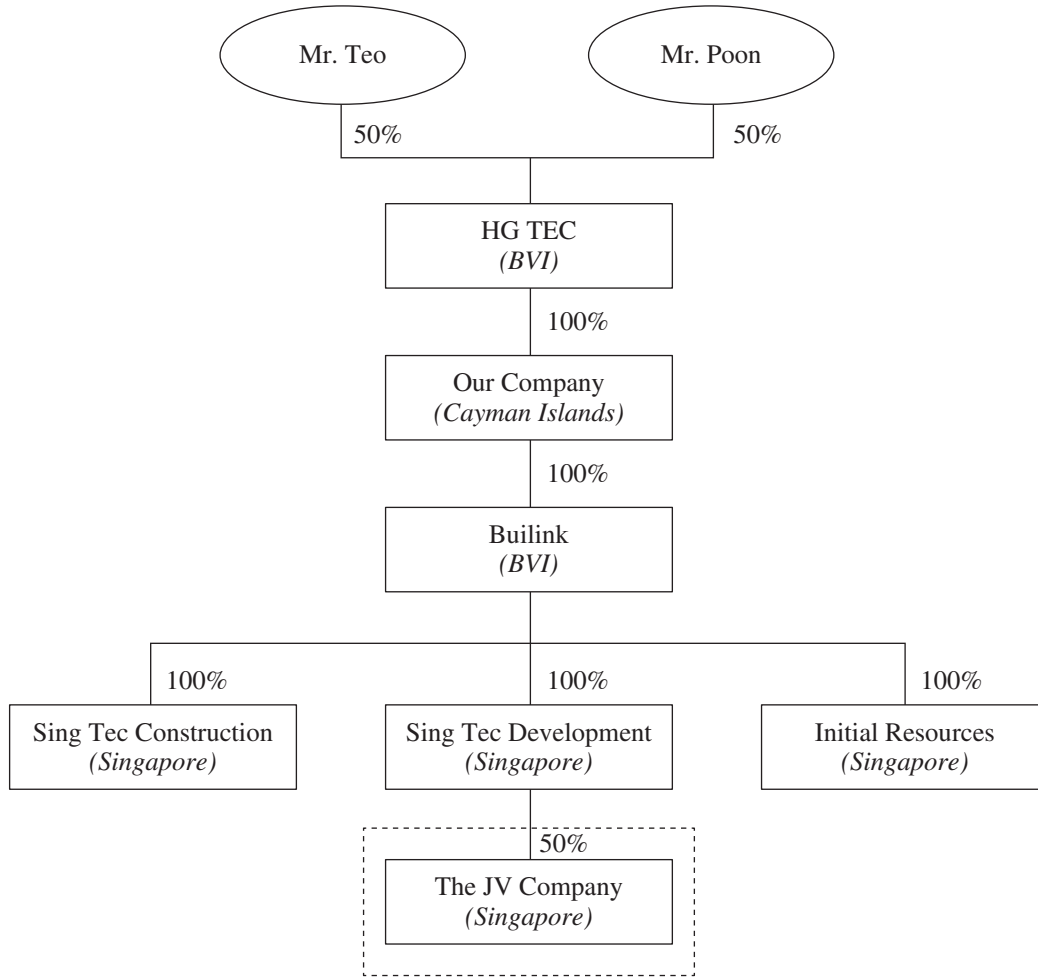 Mr. Teo
Mr. Poon
50%
50%
HG TEC
(BVI)
100%
Our Company
(Cayman Islands)
100%
Builink
(BVI)
100%
100%
100%
Sing Tec Construction
(Singapore)
Sing Tec Development
(Singapore)
Initial Resources
(Singapore)
50%
The JV Company
(Singapore)